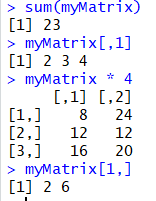 > sum(myMatrix)
[1] 23
> myMatrix[,1]
[1] 2 3 4
> myMatrix * 4
     [,1] [,2]
[1,]    8   24
[2,]   12   12
[3,]   16   20
> myMatrix[1,]
[1] 2 6